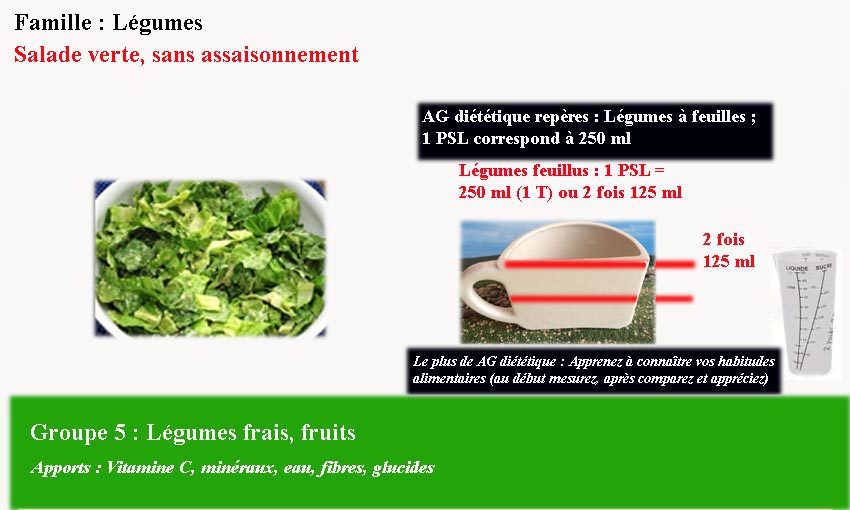 Famille : Légumes
Salade verte, sans assaisonnement
AG diététique repères : Légumes à feuilles ;
1 PSL correspond à 250 ml
Légumes feuillus : 1 PSL =
250 ml (1 T) ou 2 fois 125 ml
2 fois
125 ml
LIQUIDE SUCRE
Le plus de AG diététique : Apprenez à connaître vos habitudes
alimentaires (au début mesurez, après comparez et appréciez)
Groupe 5 : Légumes frais, fruits
Apports : Vitamine C, minéraux, eau, fibres, glucides